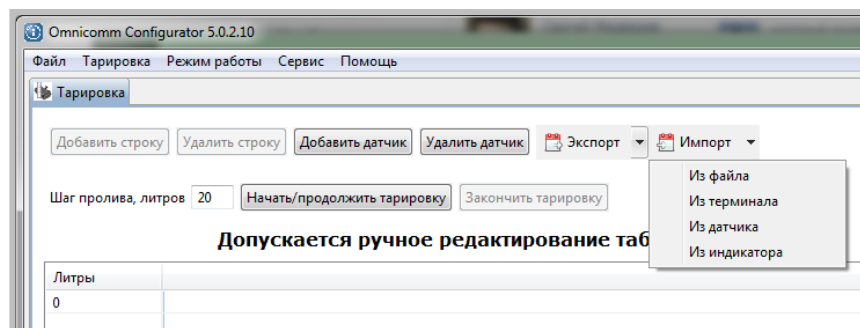 Omnicomm Configurator 5.0.2.10
Файл Тарировка Режим работы Сервис Помощь
Тарировка
Добавить строку Удалить строку Добавить датчик Удалить датчик Экспорт Импорт
Из файла
Из терминала
Из датчика
Из индикатора
Шаг пролива, литров 20 Начать/продолжить тарировку Закончить тарировку
Допускается ручное редактирование таб
Литры
0